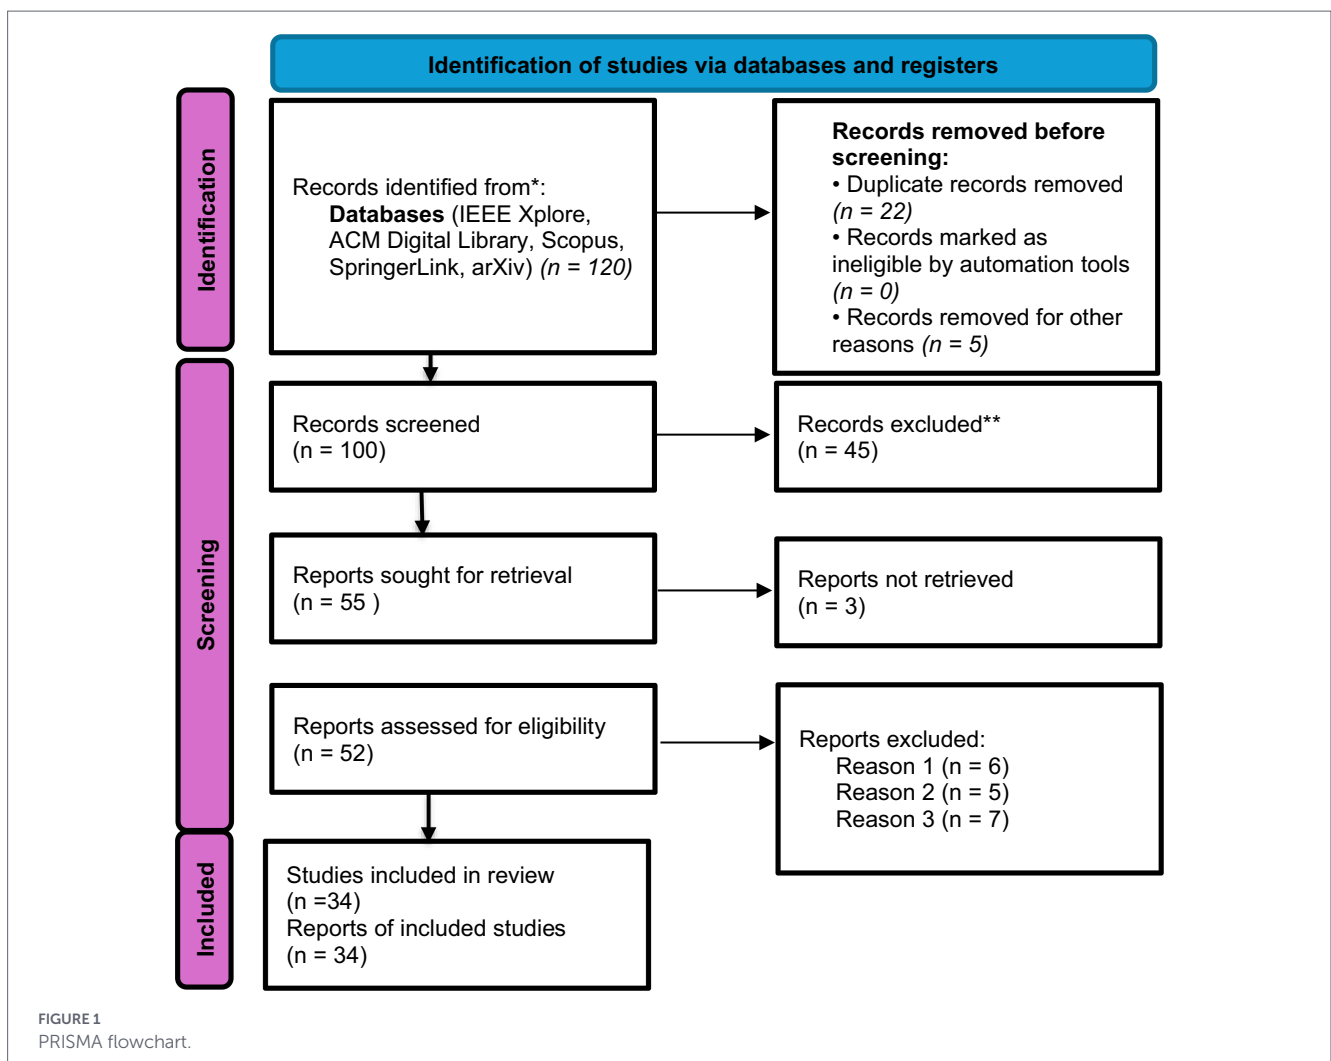 Identification of studies via databases and registers
Identification
Records identified from*:
Databases (IEEE Xplore,
ACM Digital Library, Scopus,
SpringerLink, arXiv) (n = 120)
Records removed before
screening:
• Duplicate records removed
(n = 22)
• Records marked as
ineligible by automation tools
(n = 0)
• Records removed for other
reasons (n = 5)
Screening
Records screened
(n = 100)
Records excluded**
(n = 45)
Reports sought for retrieval
(n = 55 )
Reports not retrieved
(n = 3)
Reports assessed for eligibility
(n = 52)
Reports excluded:
Reason 1 (n = 6)
Reason 2 (n = 5)
Reason 3 (n = 7)
Included
Studies included in review
(n =34)
Reports of included studies
(n = 34)
FIGURE 1
PRISMA flowchart.